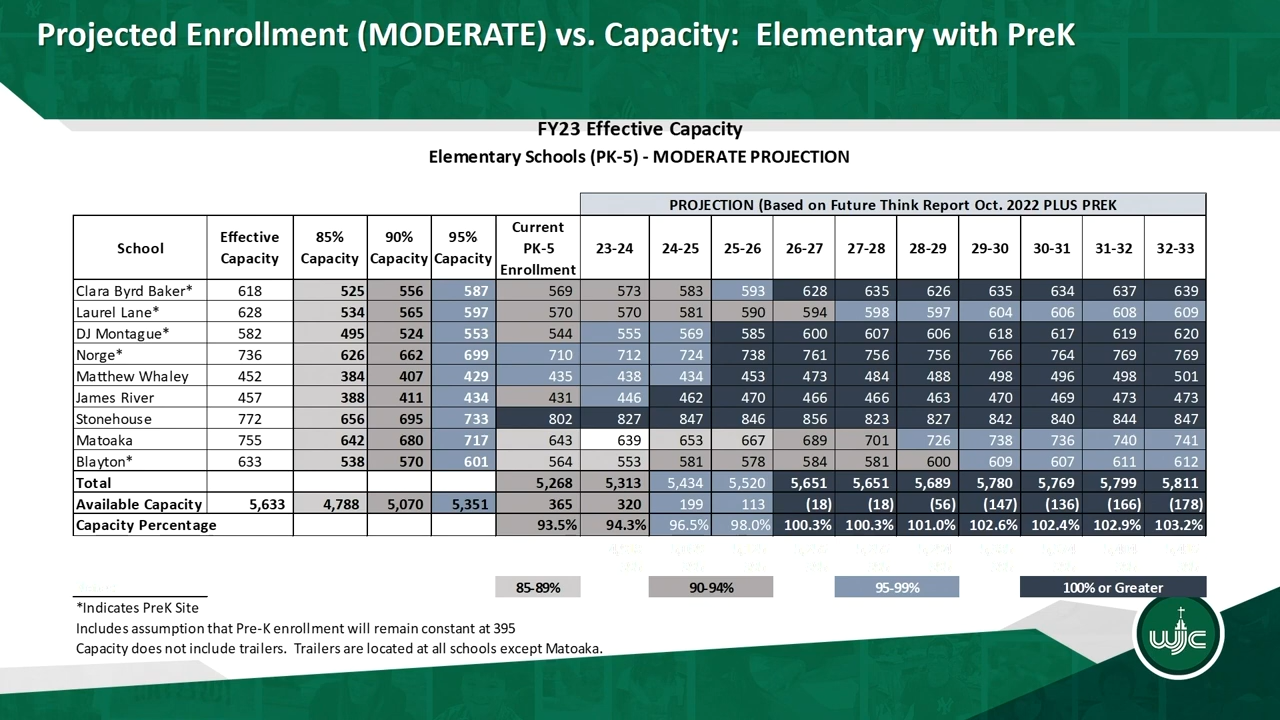 Projected Enrollment (MODERATE) vs. Capacity: Elementary with PreK
FY23 Effective Capacity
Elementary Schools (PK-5) - MODERATE PROJECTION
PROJECTION (Based on Future Think Report Oct. 2022 PLUS PREK
School Effective Capacity 85% Capacity 90% Capacity 95% Capacity Current PK-5 Enrollment 23-24 24-25 25-26 26-27 27-28 28-29 29-30 30-31 31-32 32-33
Clara Byrd Baker* 618 525 556 587 569 573 583 593 628 635 626 635 634 637 639
Laurel Lane* 628 534 565 597 570 570 581 590 594 598 597 604 606 608 609
DJ Montague* 582 495 524 553 544 555 569 585 600 607 606 618 617 619 620
Norge* 736 626 662 699 710 712 724 738 761 756 756 766 764 769 769
Matthew Whaley 452 384 407 429 435 438 434 453 473 484 488 498 496 498 501
James River 457 388 411 434 431 446 462 470 466 466 463 470 469 473 473
Stonehouse 772 656 695 733 802 827 847 846 856 823 827 842 840 844 847
Matoaka 755 642 680 717 643 639 653 667 689 701 726 738 736 740 741
Blayton* 633 538 570 601 564 553 581 578 584 581 600 609 607 611 612
Total 5,268 5,313 5,434 5,520 5,651 5,651 5,689 5,780 5,769 5,799 5,811
Available Capacity 5,633 4,788 5,070 5,351 365 320 199 113 (18) (18) (56) (147) (136) (166) (178)
Capacity Percentage 93.5% 94.3% 96.5% 98.0% 100.3% 100.3% 101.0% 102.6% 102.4% 102.9% 103.2%
85-89% 90-94% 95-99% 100% or Greater
*Indicates PreK Site
Includes assumption that Pre-K enrollment will remain constant at 395
Capacity does not include trailers. Trailers are located at all schools except Matoaka.
WJC